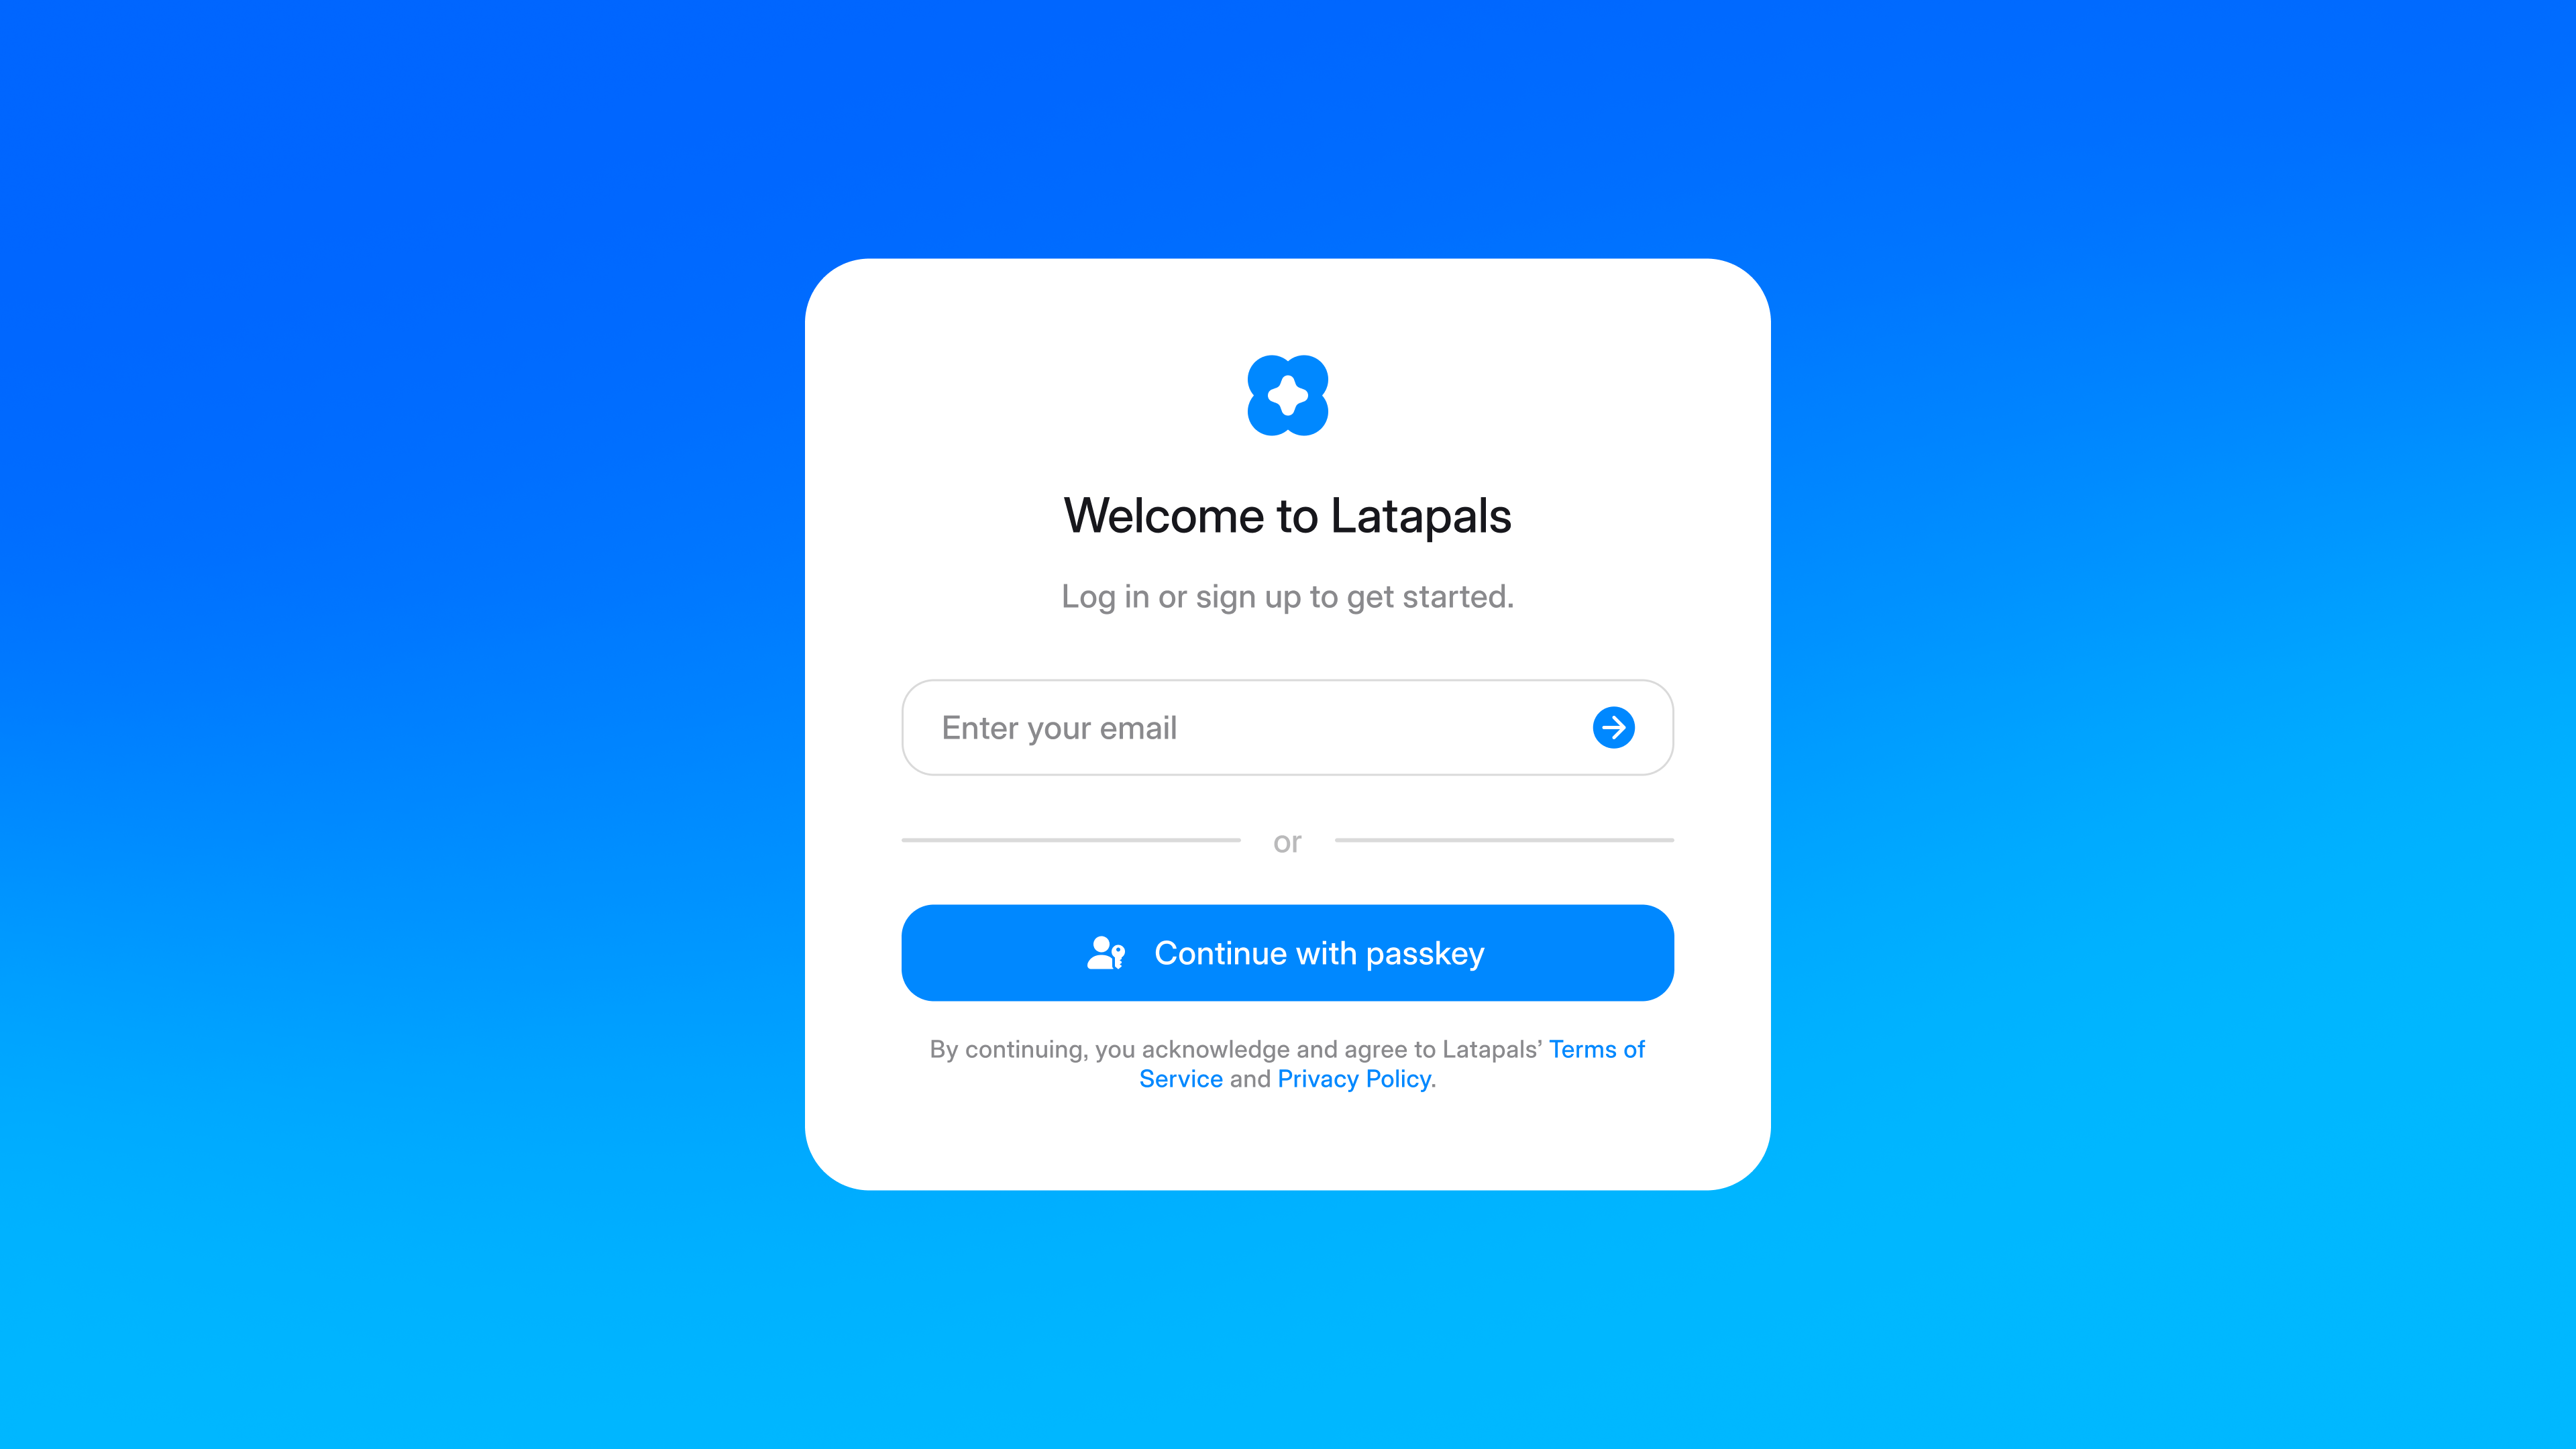 Welcome to Latapals
Log in or sign up to get started.
Enter your email
or
Continue with passkey
By continuing, you acknowledge and agree to Latapals’ Terms of
Service and Privacy Policy.